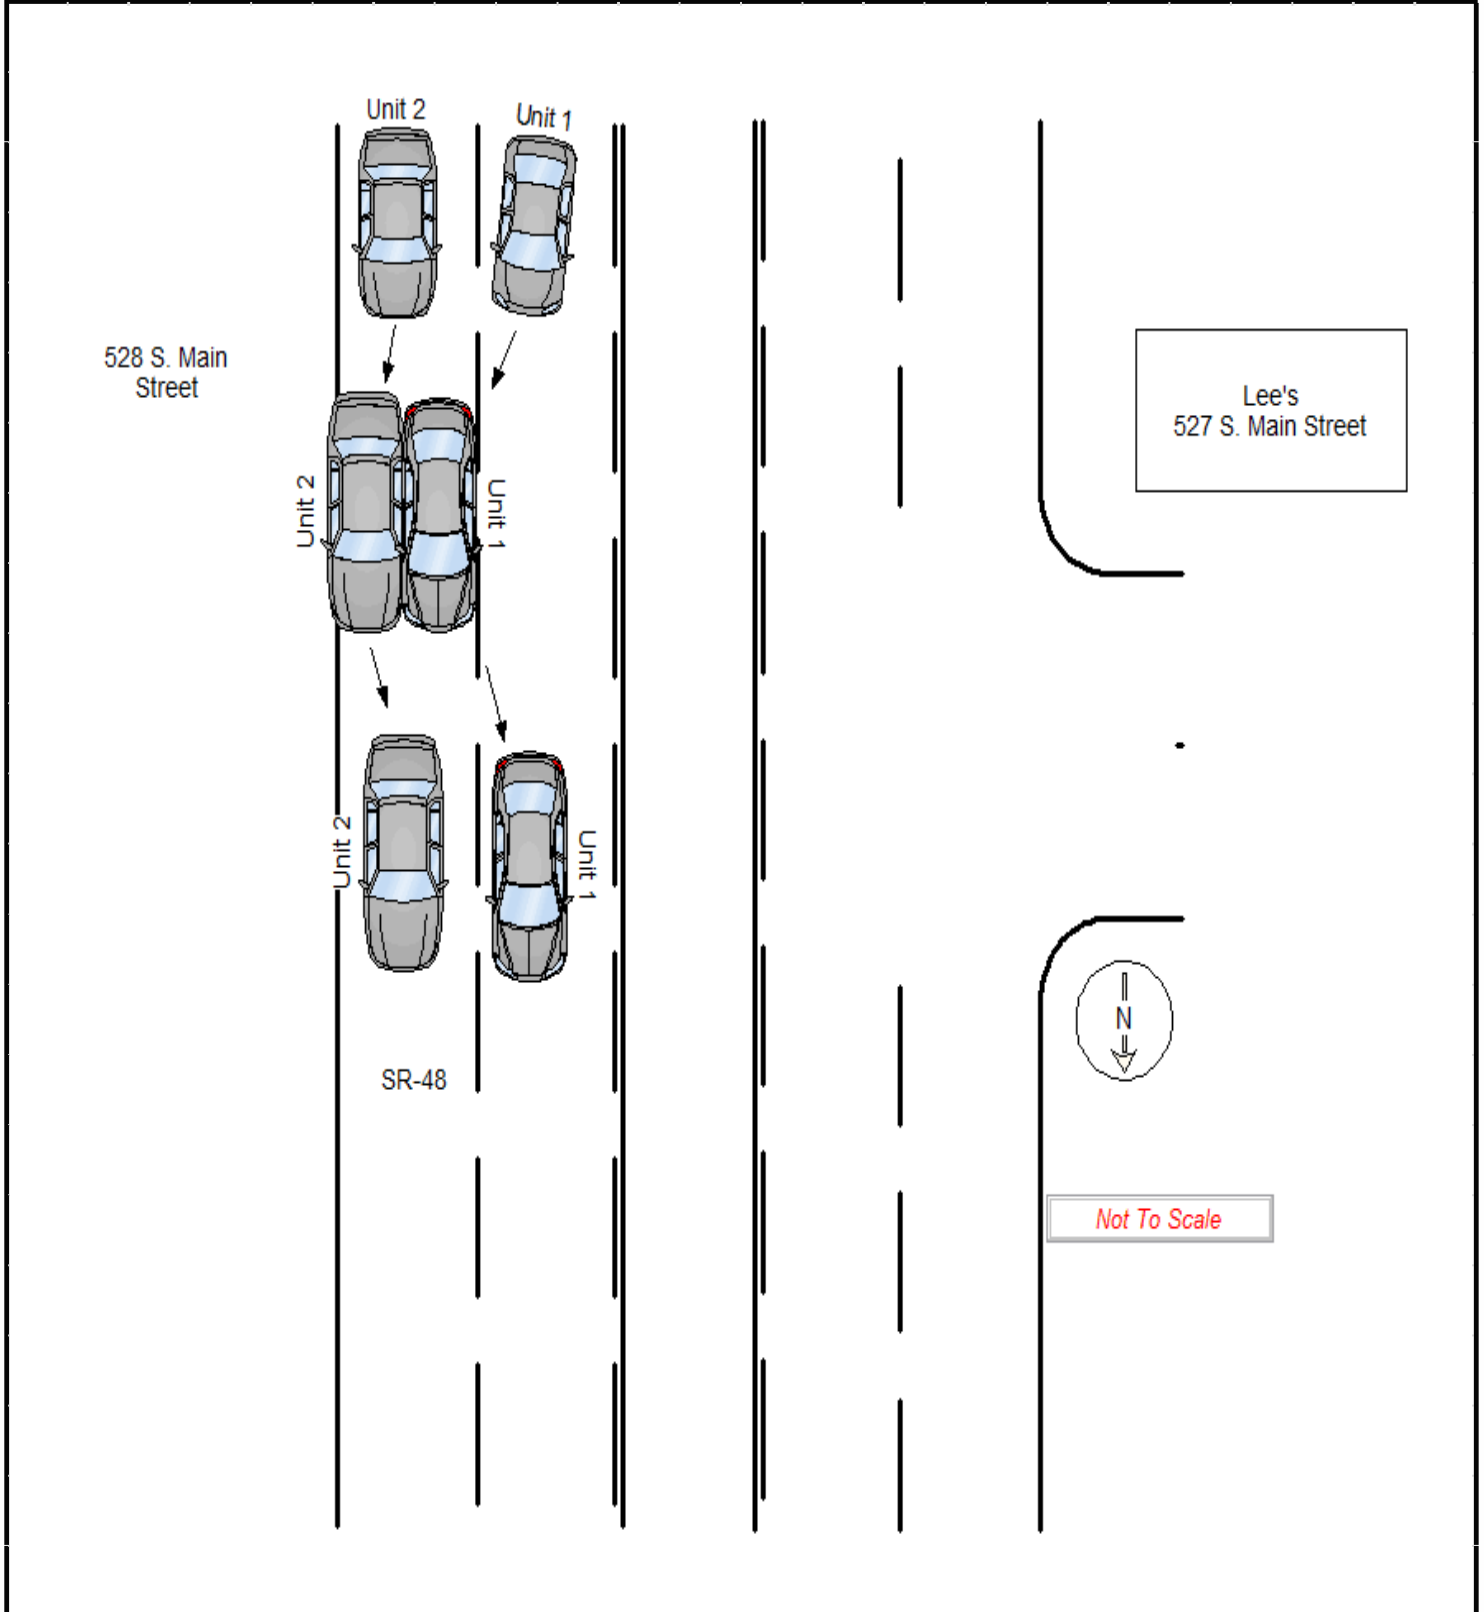 Unit 2
Unit 1
528 S. Main
Street
Lee's
527 S. Main Street
Unit 2
Unit 1
Unit 2
Unit 1
N
SR-48
Not To Scale